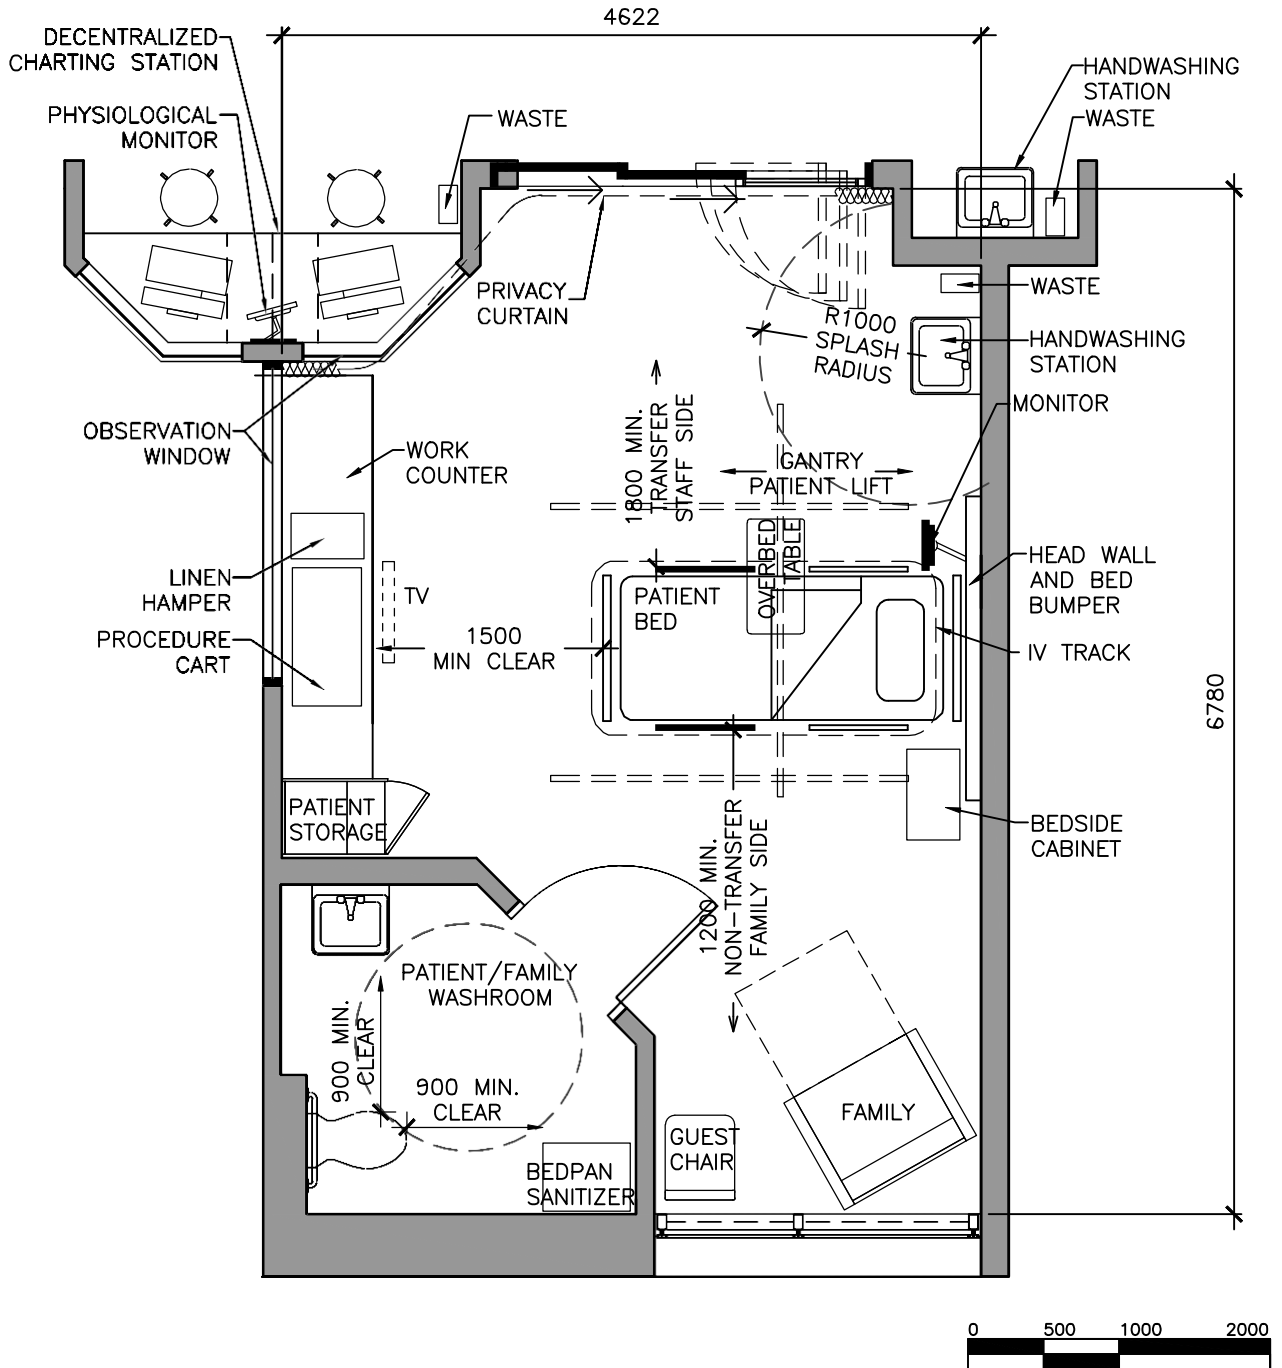 4622
DECENTRALIZED
CHARTING STATION
HANDWASHING
STATION
PHYSIOLOGICAL
MONITOR
WASTE
WASTE
PRIVACY
CURTAIN
WASTE
R1000
SPLASH
RADIUS
HANDWASHING
STATION
MONITOR
OBSERVATION
WINDOW
WORK
COUNTER
1800 MIN.
TRANSFER
STAFF SIDE
GANTRY
PATIENT LIFT
LINEN
HAMPER
TV
PATIENT
BED
OVERBED
TABLE
HEAD WALL
AND BED
BUMPER
PROCEDURE
CART
1500
MIN CLEAR
IV TRACK
6780
PATIENT
STORAGE
1200 MIN.
NON-TRANSFER
FAMILY SIDE
BEDSIDE
CABINET
PATIENT/FAMILY
WASHROOM
900 MIN.
CLEAR
900 MIN.
CLEAR
FAMILY
GUEST
CHAIR
BEDPAN
SANITIZER
0 500 1000 2000